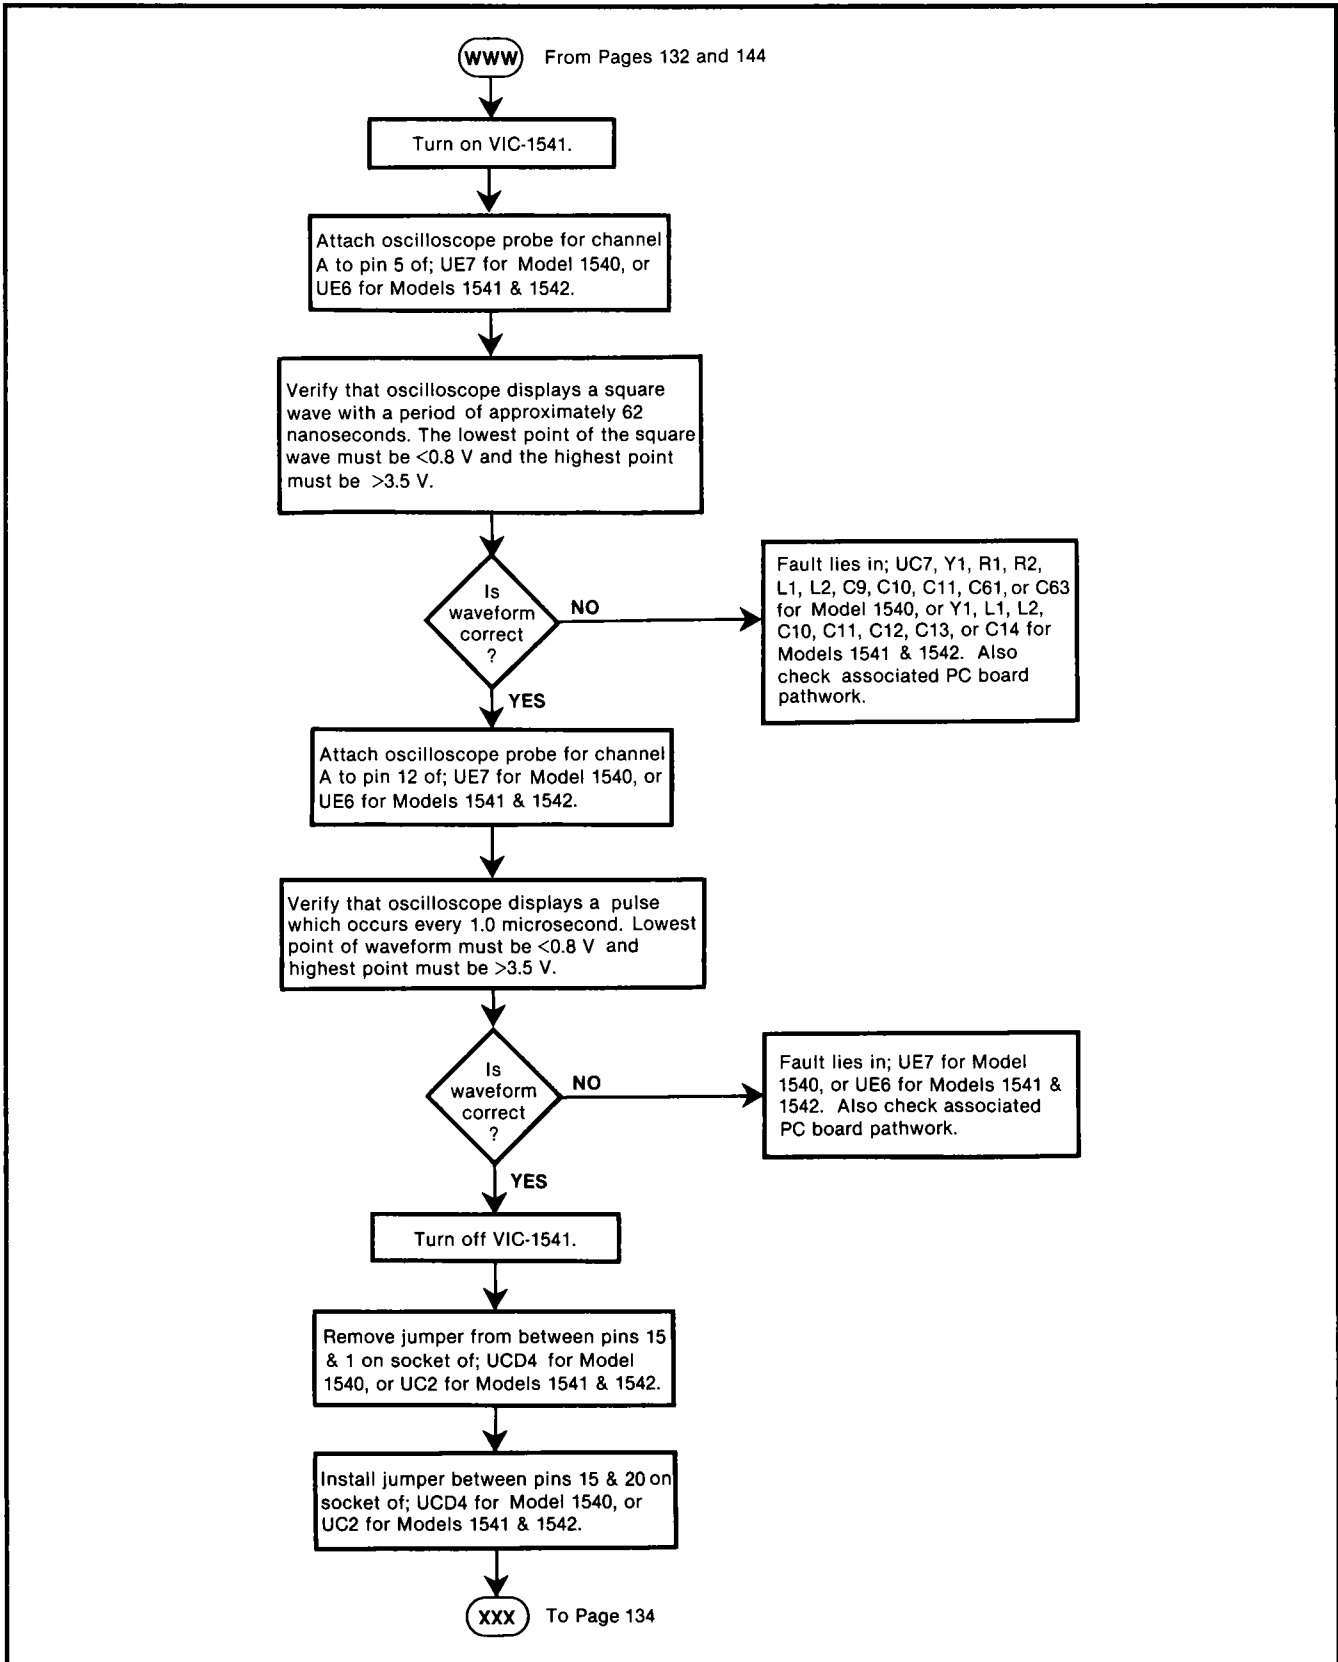 WWW From Pages 132 and 144
Turn on VIC-1541.
Attach oscilloscope probe for channel
A to pin 5 of; UE7 for Model 1540, or
UE6 for Models 1541 & 1542.
Verify that oscilloscope displays a square
wave with a period of approximately 62
nanoseconds. The lowest point of the square
wave must be <0.8 V and the highest point
must be >3.5 V.
Is
waveform
correct
?
NO
Fault lies in; UC7, Y1, R1, R2,
L1, L2, C9, C10, C11, C61, or C63
for Model 1540, or Y1, L1, L2,
C10, C11, C12, C13, or C14 for
Models 1541 & 1542. Also
check associated PC board
pathwork.
YES
Attach oscilloscope probe for channel
A to pin 12 of; UE7 for Model 1540, or
UE6 for Models 1541 & 1542.
Verify that oscilloscope displays a pulse
which occurs every 1.0 microsecond. Lowest
point of waveform must be <0.8 V and
highest point must be >3.5 V.
Is
waveform
correct
?
NO
Fault lies in; UE7 for Model
1540, or UE6 for Models 1541 &
1542. Also check associated
PC board pathwork.
YES
Turn off VIC-1541.
Remove jumper from between pins 15
& 1 on socket of; UCD4 for Model
1540, or UC2 for Models 1541 & 1542.
Install jumper between pins 15 & 20 on
socket of; UCD4 for Model 1540, or
UC2 for Models 1541 & 1542.
XXX To Page 134